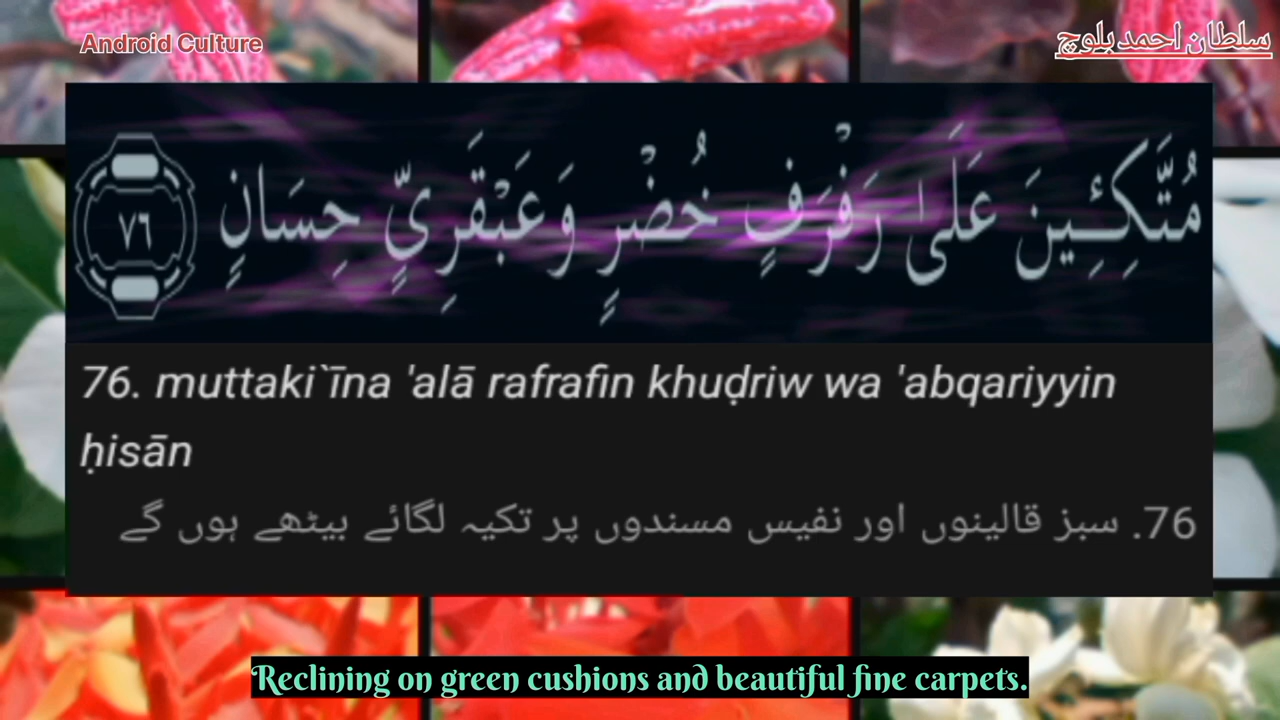 Android Culture
سلطان احمد بلوچ
مُتَّكِـِٔينَ عَلَىٰ رَفْرَفٍ خُضْرٍ وَعَبْقَرِىٍّ حِسَانٍ ٧٦
76. muttaki`īna 'alā rafrafin khuḍriw wa 'abqariyyin
ḥisān
76. سبز قالینوں اور نفیس مسندوں پر تکیہ لگائے بیٹھے ہوں گے
Reclining on green cushions and beautiful fine carpets.